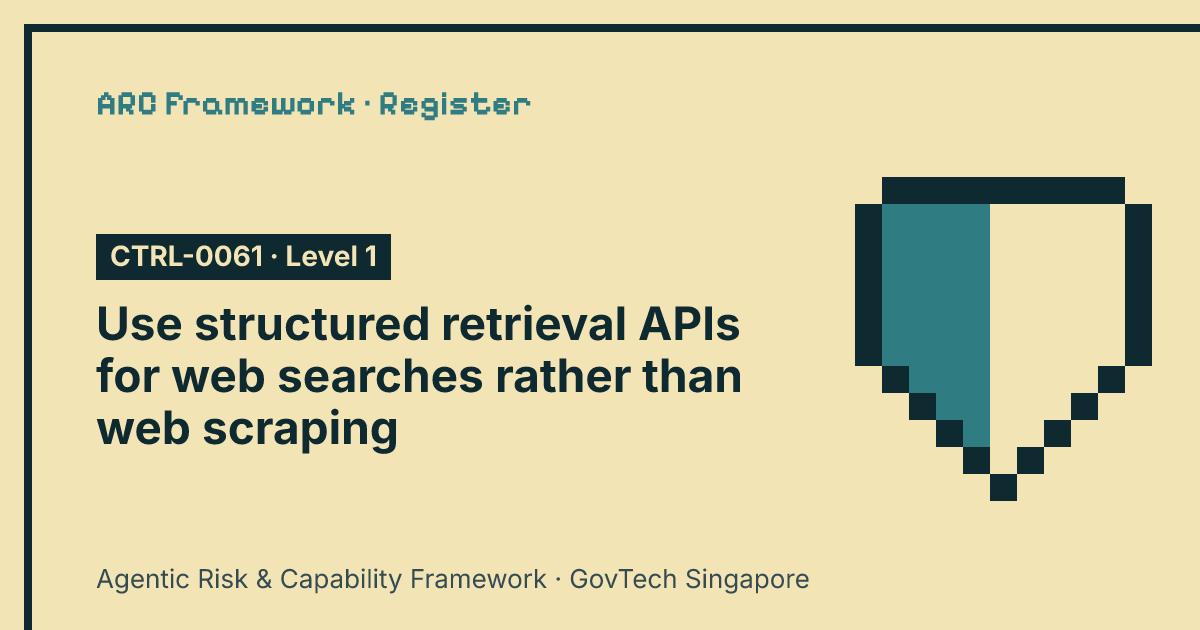 ARC Framework · Register
CTRL-0061 · Level 1
Use structured retrieval APIs
for web searches rather than
web scraping
Agentic Risk & Capability Framework · GovTech Singapore